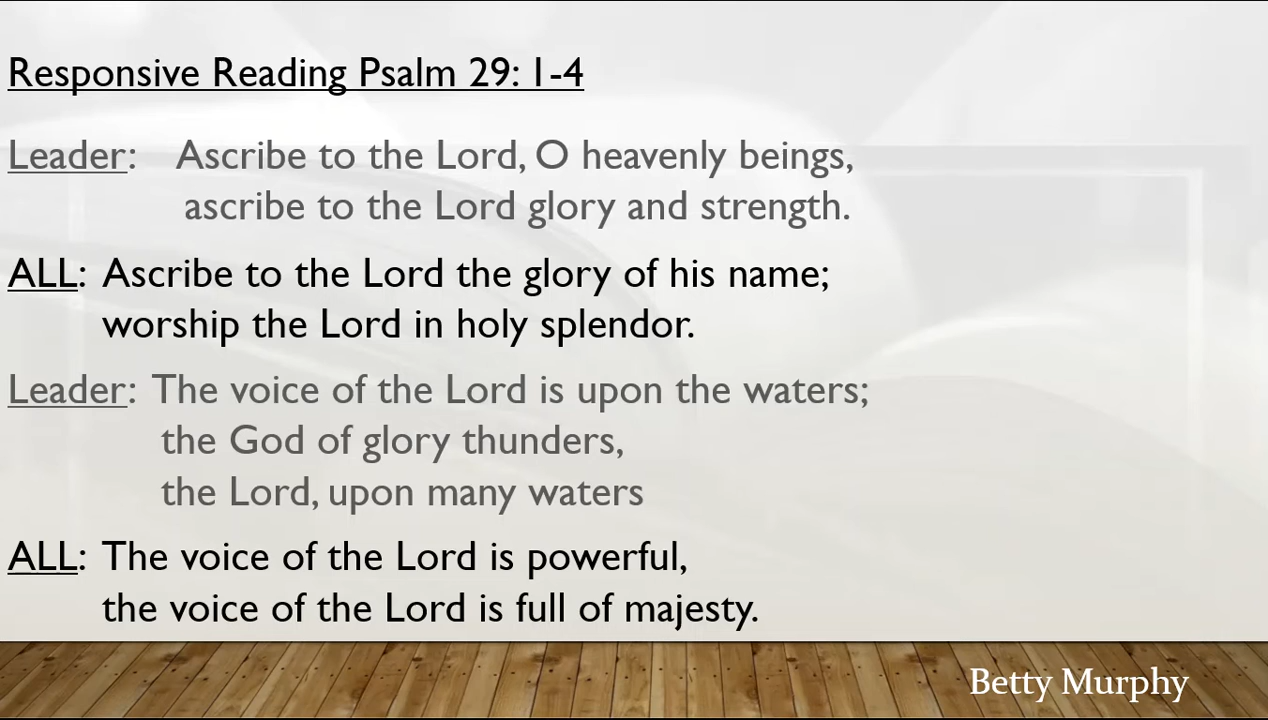 Responsive Reading Psalm 29: 1-4
Leader: Ascribe to the Lord, O heavenly beings,
ascribe to the Lord glory and strength.
ALL: Ascribe to the Lord the glory of his name;
worship the Lord in holy splendor.
Leader: The voice of the Lord is upon the waters;
the God of glory thunders,
the Lord, upon many waters
ALL: The voice of the Lord is powerful,
the voice of the Lord is full of majesty.
Betty Murphy